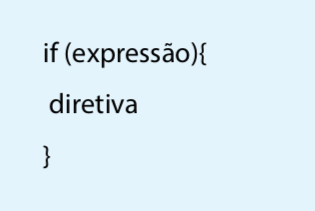 if (expressão){
diretiva
}